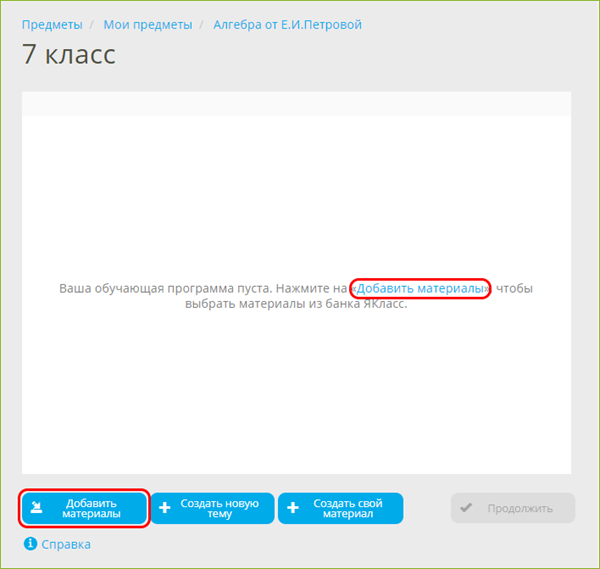 Предметы / Мои предметы / Алгебра от Е.И.Петровой
7 класс
Ваша обучающая программа пуста. Нажмите на «Добавить материалы», чтобы
выбрать материалы из банка ЯКласс.
Добавить
материалы
Создать новую
тему
Создать свой
материал
Продолжить
Справка